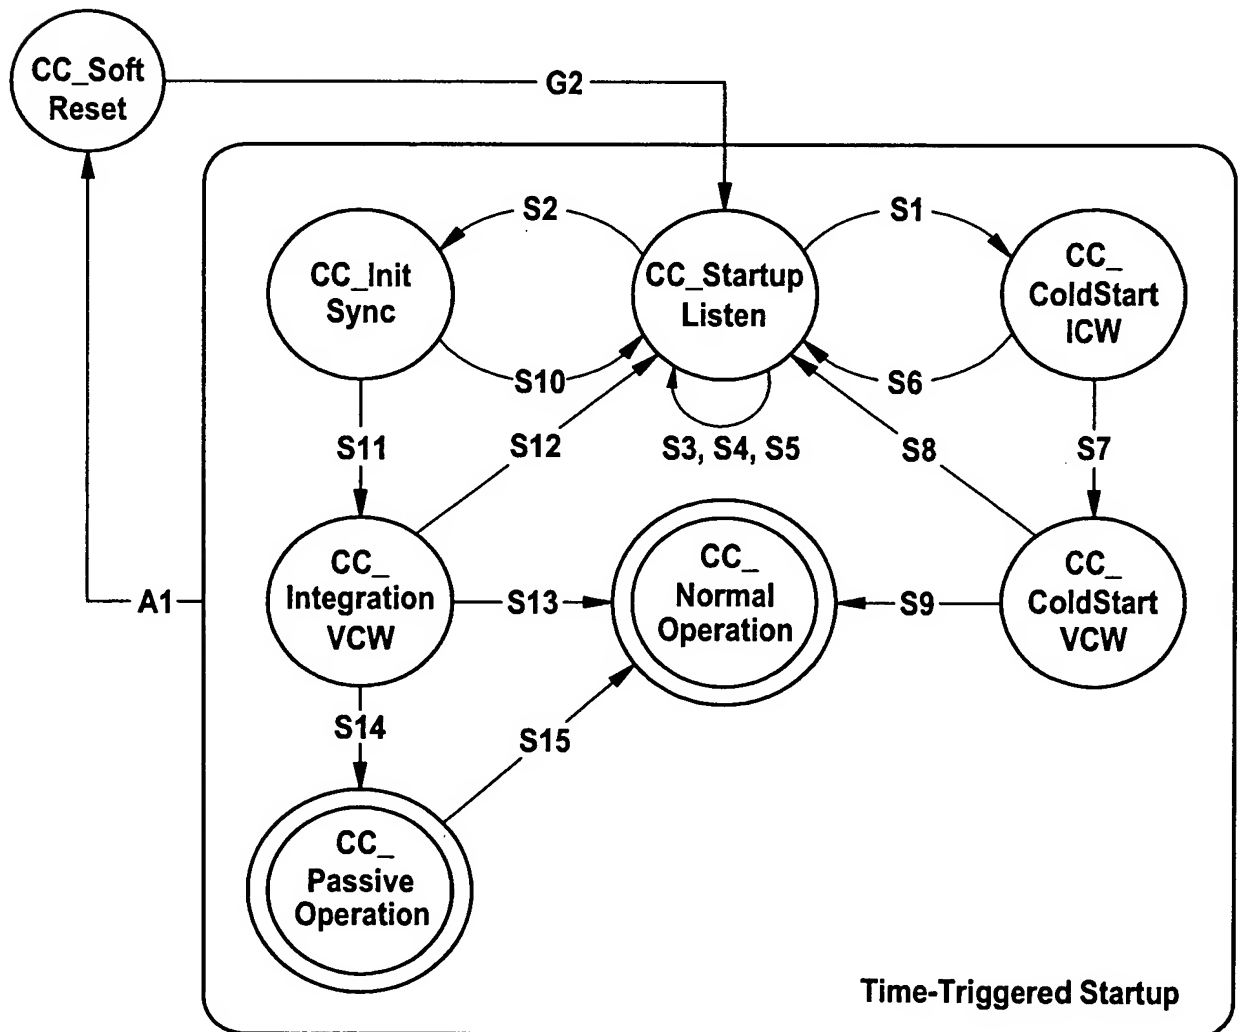 CC_Soft
Reset
G2
S2
S1
CC_Init
Sync
CC_Startup
Listen
CC_
ColdStart
ICW
S10
S6
S11
S12
S3, S4, S5
S8
S7
CC_
Integration
VCW
CC_
Normal
Operation
CC_
ColdStart
VCW
A1
S13
S9
S14
S15
CC_
Passive
Operation
Time-Triggered Startup